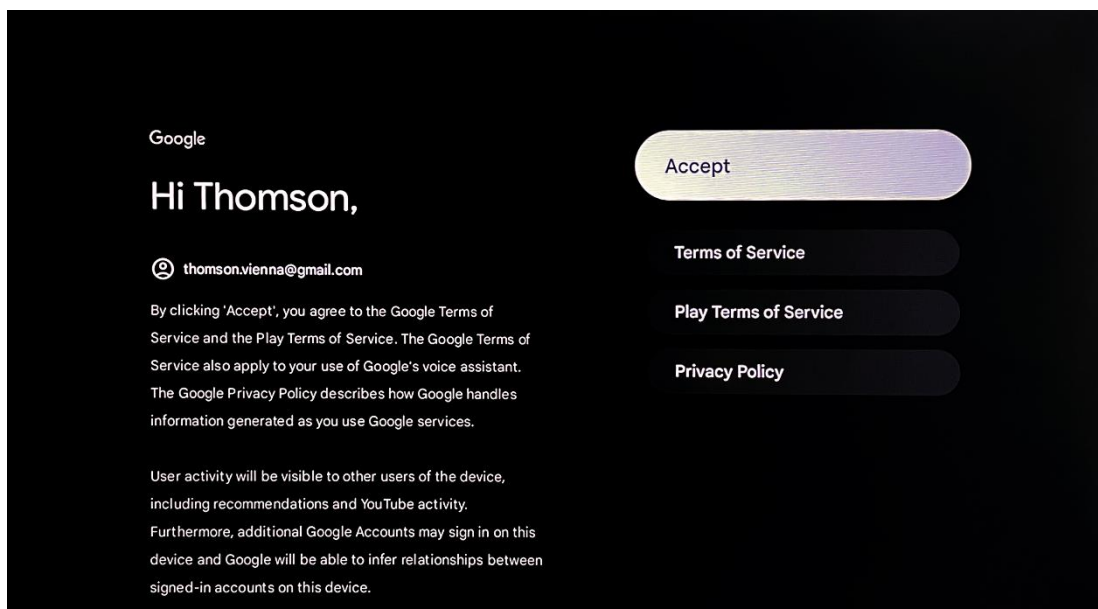 Google
Hi Thomson,
thomson.vienna@gmail.com
By clicking 'Accept', you agree to the Google Terms of
Service and the Play Terms of Service. The Google Terms of
Service also apply to your use of Google's voice assistant.
The Google Privacy Policy describes how Google handles
information generated as you use Google services.
User activity will be visible to other users of the device,
including recommendations and YouTube activity.
Furthermore, additional Google Accounts may sign in on this
device and Google will be able to infer relationships between
signed-in accounts on this device.
Accept
Terms of Service
Play Terms of Service
Privacy Policy